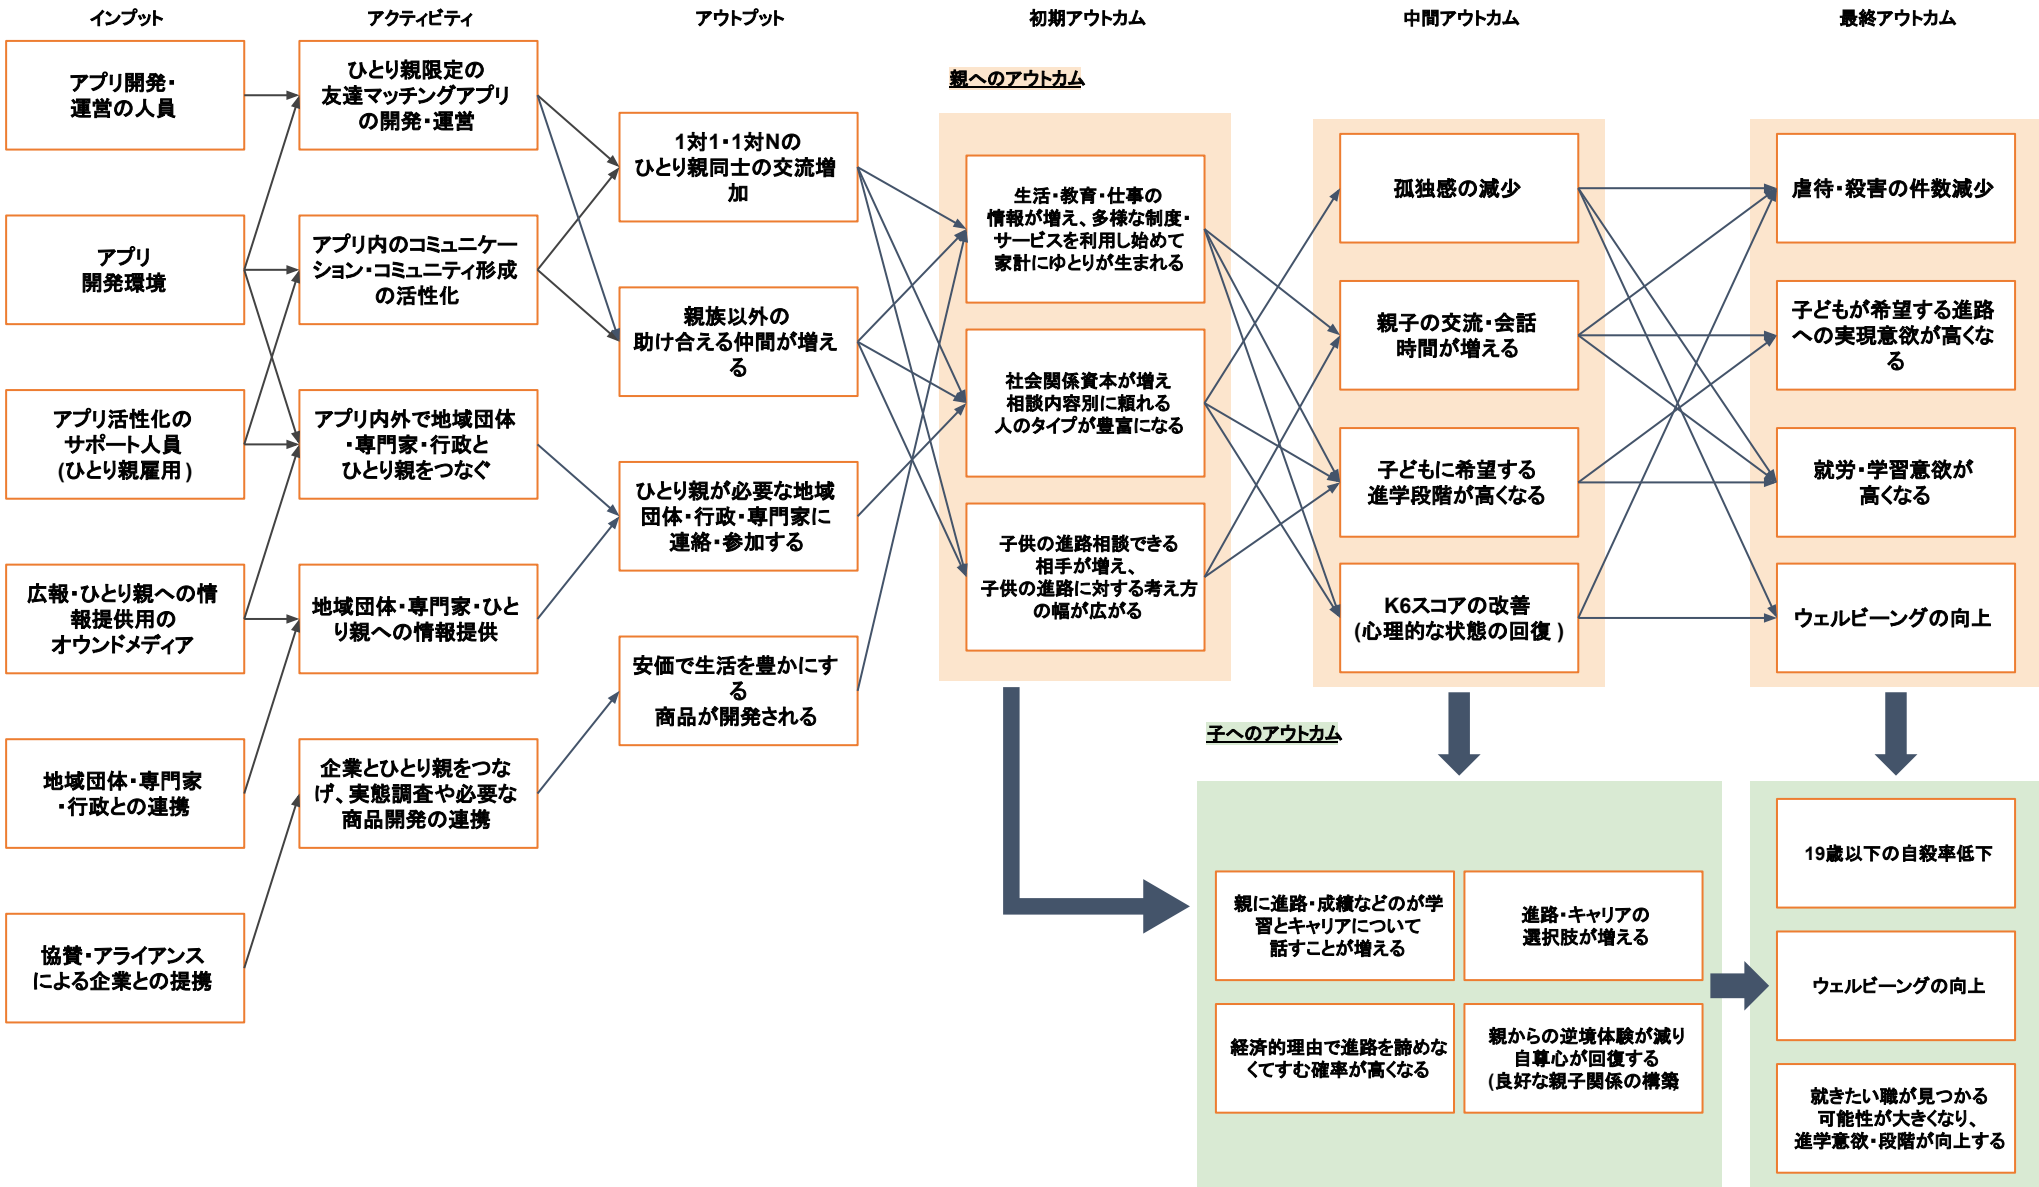 インプット
アクティビティ
アウトプット
初期アウトカム
中間アウトカム
最終アウトカム
アプリ開発・
運営の人員
アプリ
開発環境
アプリ活性化の
サポート人員
(ひとり親雇用)
広報・ひとり親への情
報提供用の
オウンドメディア
地域団体・専門家
・行政との連携
協賛・アライアンス
による企業との提携
ひとり親限定の
友達マッチングアプリ
の開発・運営
アプリ内のコミュニケー
ション・コミュニティ形成
の活性化
アプリ内外で地域団体
・専門家・行政と
ひとり親をつなぐ
地域団体・専門家・ひと
り親への情報提供
企業とひとり親をつな
げ、実態調査や必要な
商品開発の連携
1対1・1対Nの
ひとり親同士の交流増
加
親族以外の
助け合える仲間が増え
る
ひとり親が必要な地域
団体・行政・専門家に
連絡・参加する
安価で生活を豊かにす
る
商品が開発される
親へのアウトカム
生活・教育・仕事の
情報が増え、多様な制度・
サービスを利用し始めて
家計にゆとりが生まれる
社会関係資本が増え
相談内容別に頼れる
人のタイプが豊富になる
子供の進路相談できる
相手が増え、
子供の進路に対する考え方
の幅が広がる
孤独感の減少
親子の交流・会話
時間が増える
子どもに希望する
進学段階が高くなる
K6スコアの改善
(心理的な状態の回復)
虐待・殺害の件数減少
子どもが希望する進路
への実現意欲が高くな
る
就労・学習意欲が
高くなる
ウェルビーングの向上
子へのアウトカム
親に進路・成績などのが学
習とキャリアについて
話すことが増える
進路・キャリアの
選択肢が増える
経済的理由で進路を諦めな
くてすむ確率が高くなる
親からの逆境体験が減り
自尊心が回復する
(良好な親子関係の構築
19歳以下の自殺率低下
ウェルビーングの向上
就きたい職が見つかる
可能性が大きくなり、
進学意欲・段階が向上する